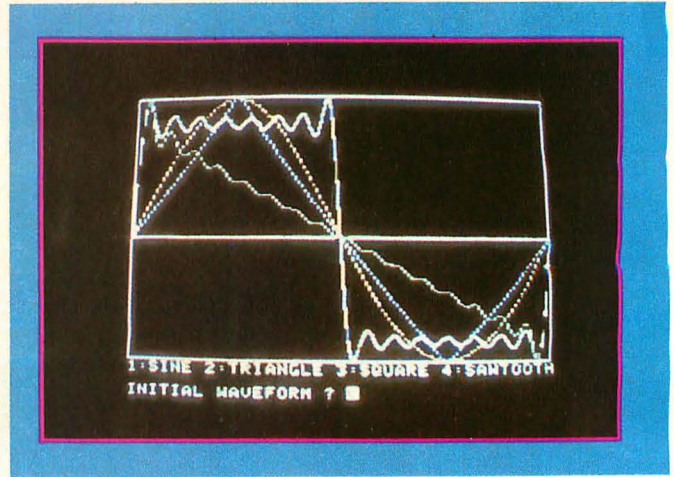 1:SINE 2:TRIANGLE 3:SQUARE 4:SAWTOOTH
INITIAL WAVEFORM ?